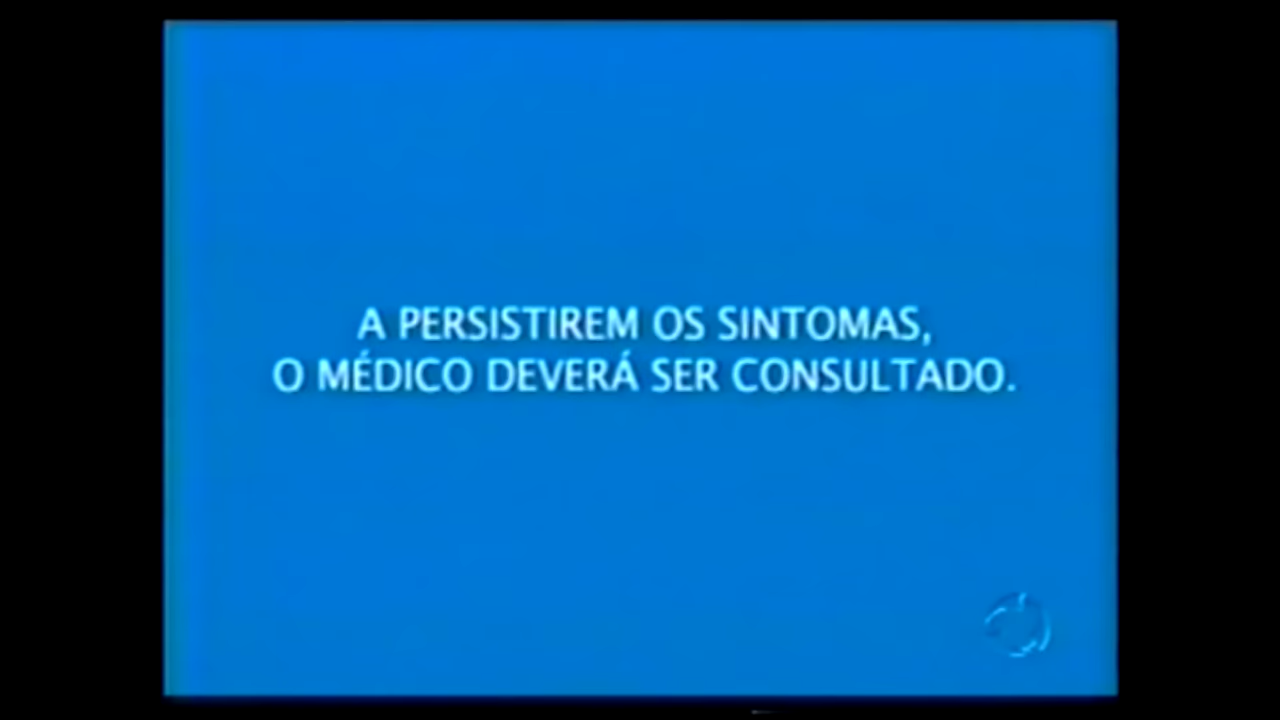 A PERSISTIREM OS SINTOMAS,
O MÉDICO DEVERÁ SER CONSULTADO.